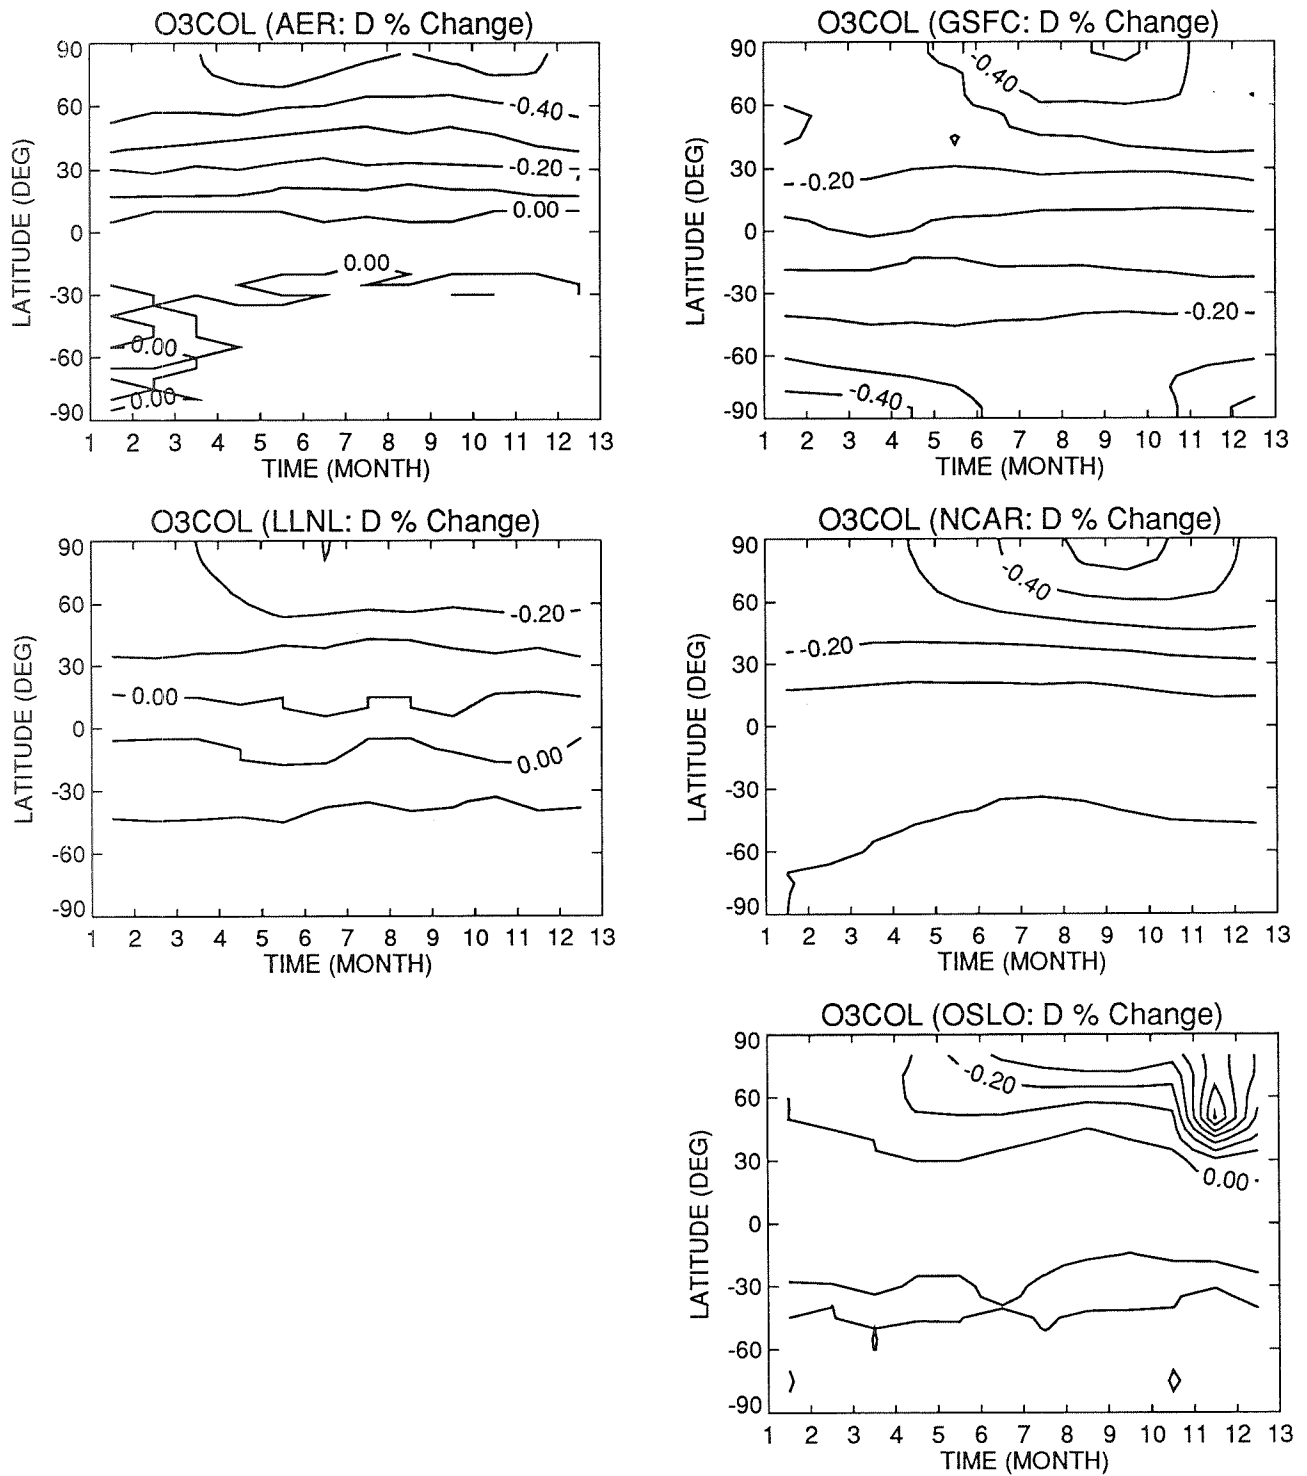 O3COL (AER: D % Change)
90
60
30
0
-30
-60
-90
LATITUDE (DEG)
-0.40
-0.20
0.00
0.00
0.00
0.00
1 2 3 4 5 6 7 8 9 10 11 12 13
TIME (MONTH)
O3COL (GSFC: D % Change)
90
60
30
0
-30
-60
-90
LATITUDE (DEG)
-0.40
-0.20
-0.20
-0.40
1 2 3 4 5 6 7 8 9 10 11 12 13
TIME (MONTH)
O3COL (LLNL: D % Change)
90
60
30
0
-30
-60
-90
LATITUDE (DEG)
-0.20
0.00
0.00
1 2 3 4 5 6 7 8 9 10 11 12 13
TIME (MONTH)
O3COL (NCAR: D % Change)
90
60
30
0
-30
-60
-90
LATITUDE (DEG)
-0.40
-0.20
1 2 3 4 5 6 7 8 9 10 11 12 13
TIME (MONTH)
O3COL (OSLO: D % Change)
90
60
30
0
-30
-60
-90
LATITUDE (DEG)
-0.20
0.00
1 2 3 4 5 6 7 8 9 10 11 12 13
TIME (MONTH)